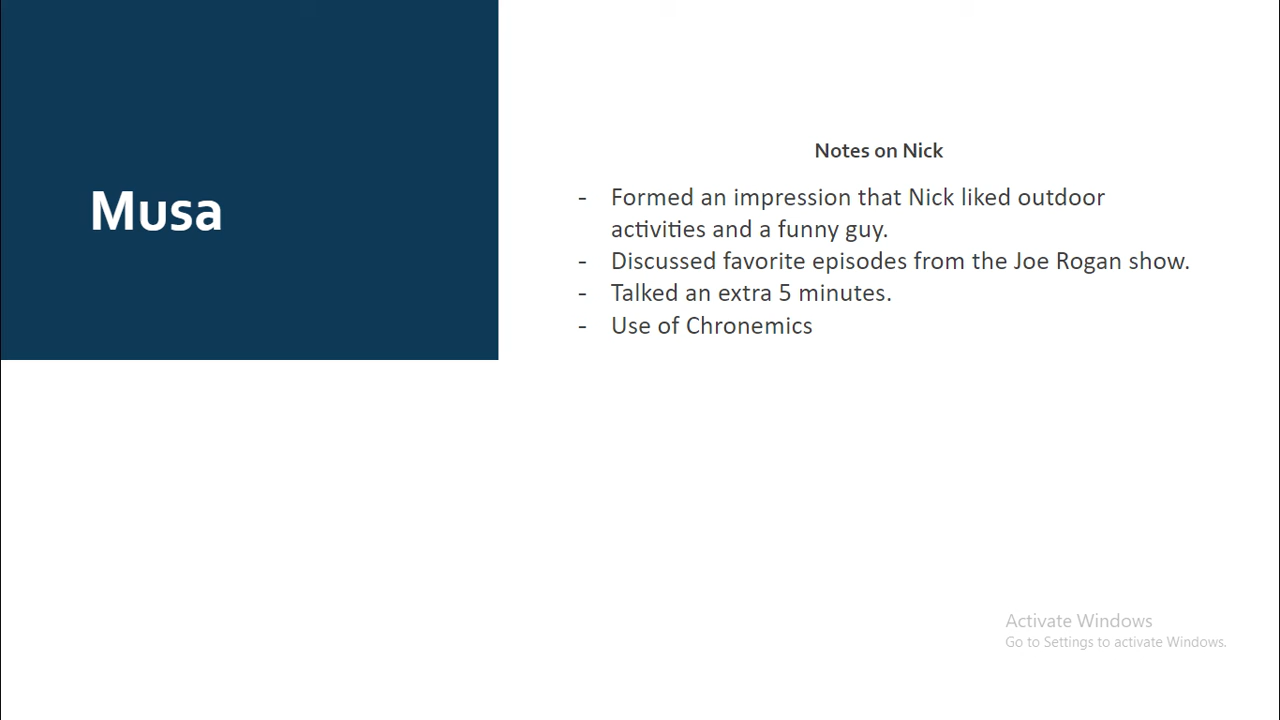 Musa
Notes on Nick
- Formed an impression that Nick liked outdoor
activities and a funny guy.
- Discussed favorite episodes from the Joe Rogan show.
- Talked an extra 5 minutes.
- Use of Chronemics
Activate Windows
Go to Settings to activate Windows.